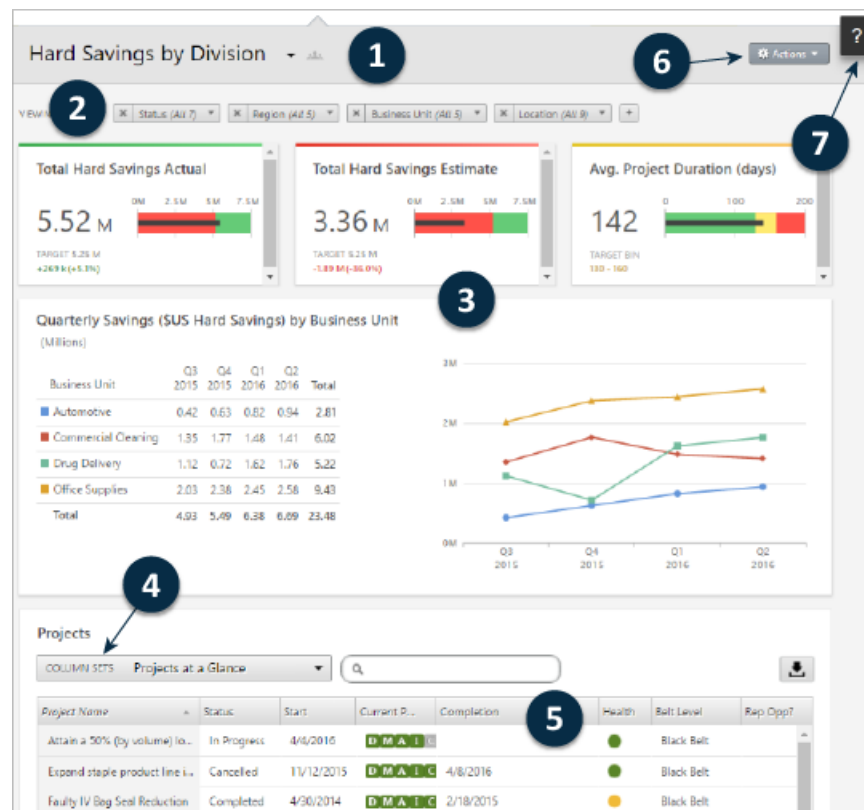 Hard Savings by Division
1
6
Actions
?
2
Status (All 7)
Region (All 5)
Business Unit (All 5)
Location (All 9)
+
7
Total Hard Savings Actual
0M 2.5M 5M 7.5M
5.52 M
TARGET 5.25 M
+269 k (+5.1%)
Total Hard Savings Estimate
0M 2.5M 5M 7.5M
3.36 M
TARGET 5.25 M
-1.89 M (-36.0%)
Avg. Project Duration (days)
0 100 200
142
TARGET BIN
130 - 160
3
Quarterly Savings ($US Hard Savings) by Business Unit
(Millions)
Q3 Q4 Q1 Q2
Business Unit 2015 2015 2016 2016 Total
Automotive 0.42 0.63 0.82 0.94 2.81
Commercial Cleaning 1.35 1.77 1.48 1.41 6.02
Drug Delivery 1.12 0.72 1.62 1.76 5.22
Office Supplies 2.03 2.38 2.45 2.58 9.43
Total 4.93 5.49 6.38 6.69 23.48
3M
2M
1M
0M
Q3 Q4 Q1 Q2
2015 2015 2016 2016
4
Projects
COLUMN SETS Projects at a Glance
5
Project Name Status Start Current P... Completion Health Belt Level Rep Opp?
Attain a 50% (by volume) lo... In Progress 4/4/2016 D M A I C Black Belt
Expand staple product line i... Cancelled 11/12/2015 D M A I C 4/8/2016 Black Belt
Faulty IV Bag Seal Reduction Completed 4/30/2014 D M A I C 2/18/2015 Black Belt